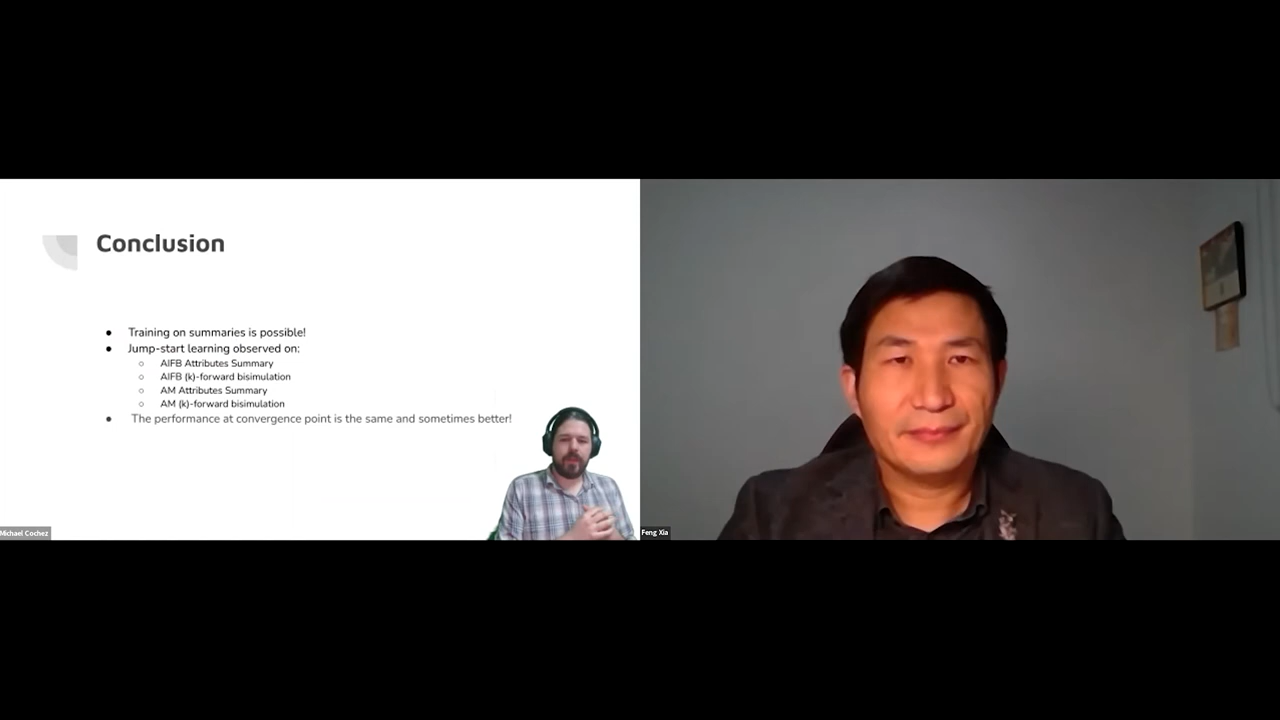 Conclusion
● Training on summaries is possible!
● Jump-start learning observed on:
○ AIFB Attributes Summary
○ AIFB (k)-forward bisimulation
○ AM Attributes Summary
○ AM (k)-forward bisimulation
● The performance at convergence point is the same and sometimes better!
Michael Cochez
Feng Xia